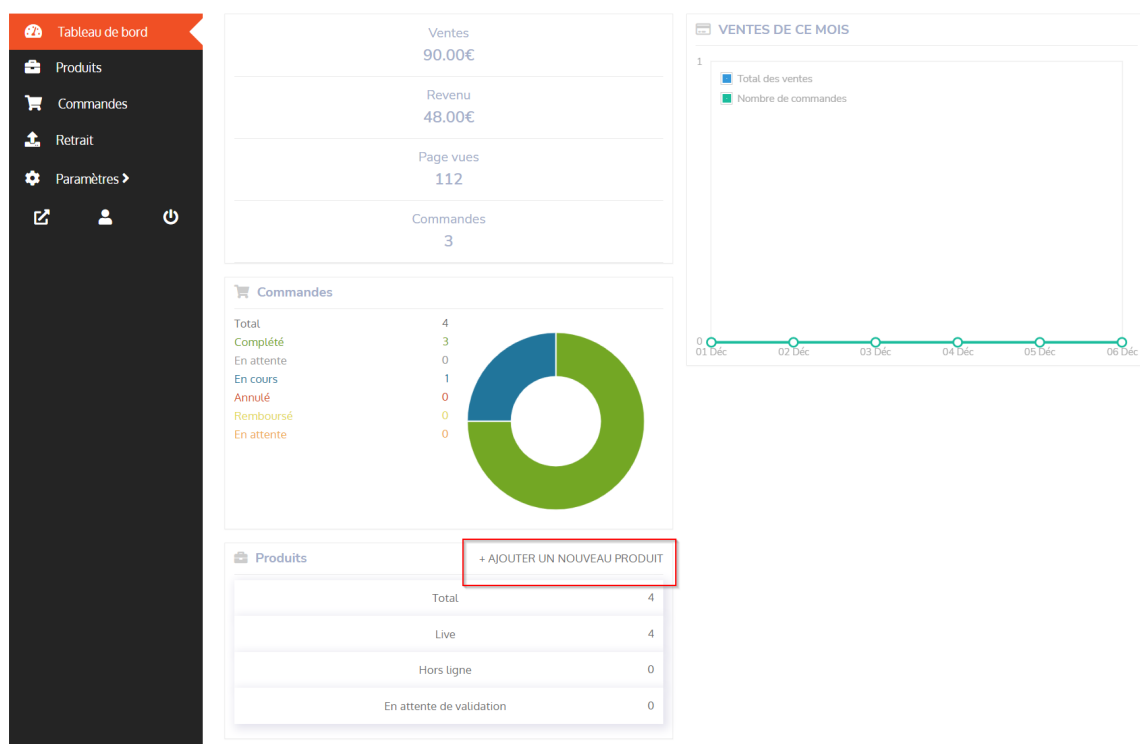 Tableau de bord
Produits
Commandes
Retrait
Paramètres
Ventes
90.00€
Revenu
48.00€
Page vues
112
Commandes
3
Commandes
Total 4
Complété 3
En attente 0
En cours 1
Annulé 0
Remboursé 0
En attente 0
Produits + AJOUTER UN NOUVEAU PRODUIT
Total 4
Live 4
Hors ligne 0
En attente de validation 0
VENTES DE CE MOIS
1
Total des ventes
Nombre de commandes
0
01 Déc 02 Déc 03 Déc 04 Déc 05 Déc 06 Déc